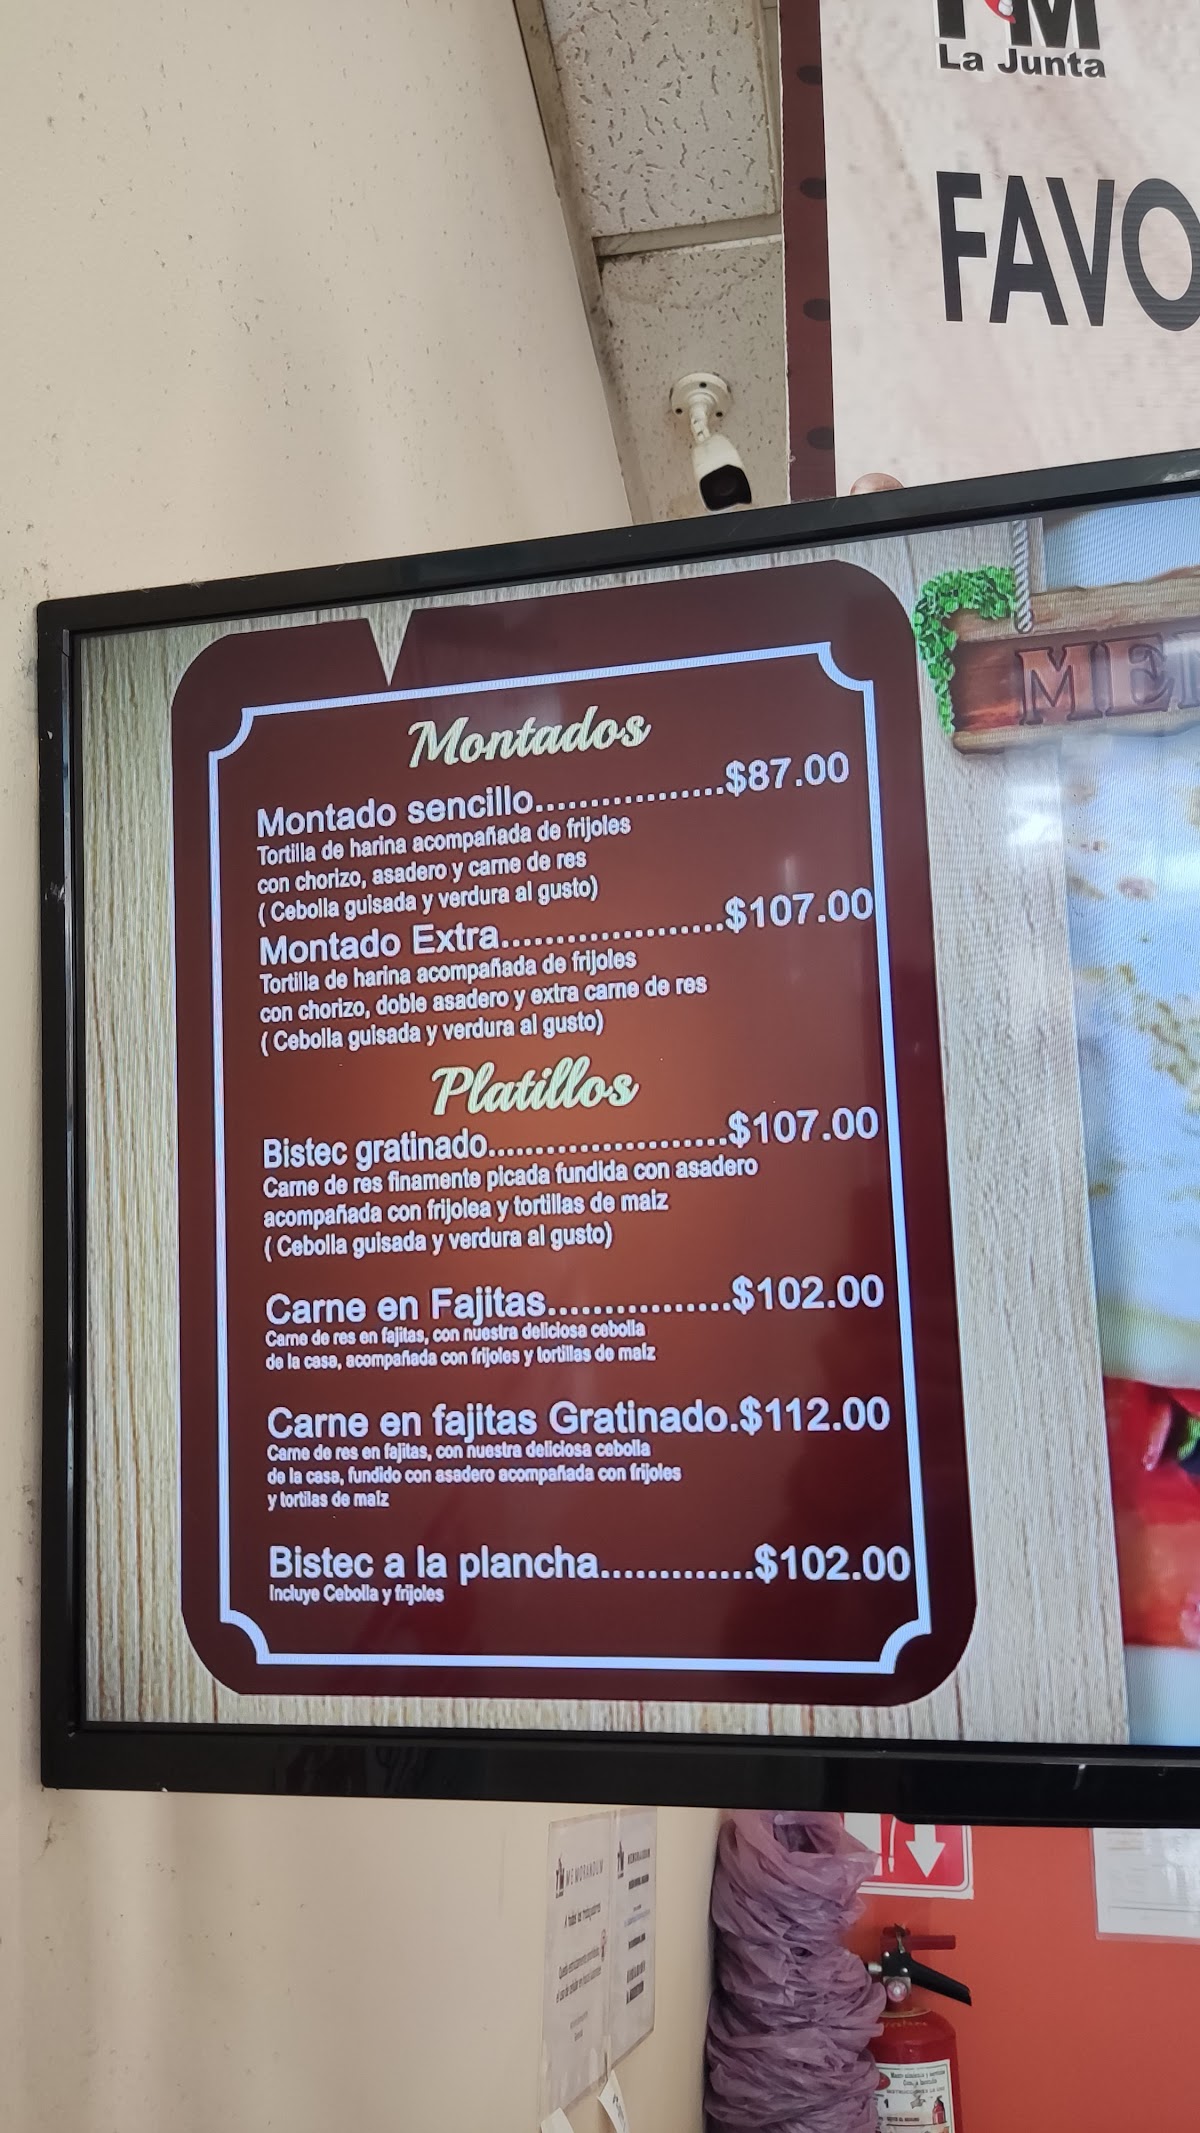 La Junta
FAVO
Montados
Montado sencillo.................$87.00
Tortilla de harina acompañada de frijoles
con chorizo, asadero y carne de res
( Cebolla guisada y verdura al gusto)
Montado Extra....................$107.00
Tortilla de harina acompañada de frijoles
con chorizo, doble asadero y extra carne de res
( Cebolla guisada y verdura al gusto)
Platillos
Bistec gratinado.....................$107.00
Carne de res finamente picada fundida con asadero
acompañada con frijolea y tortillas de maiz
( Cebolla guisada y verdura al gusto)
Carne en Fajitas................$102.00
Carne de res en fajitas, con nuestra deliciosa cebolla
de la casa, acompañada con frijoles y tortillas de maiz
Carne en fajitas Gratinado.$112.00
Carne de res en fajitas, con nuestra deliciosa cebolla
de la casa, fundido con asadero acompañada con frijoles
y tortilas de maiz
Bistec a la plancha.............$102.00
Incluye Cebolla y frijoles
ME
MEMORANDUM
MEMORANDUM